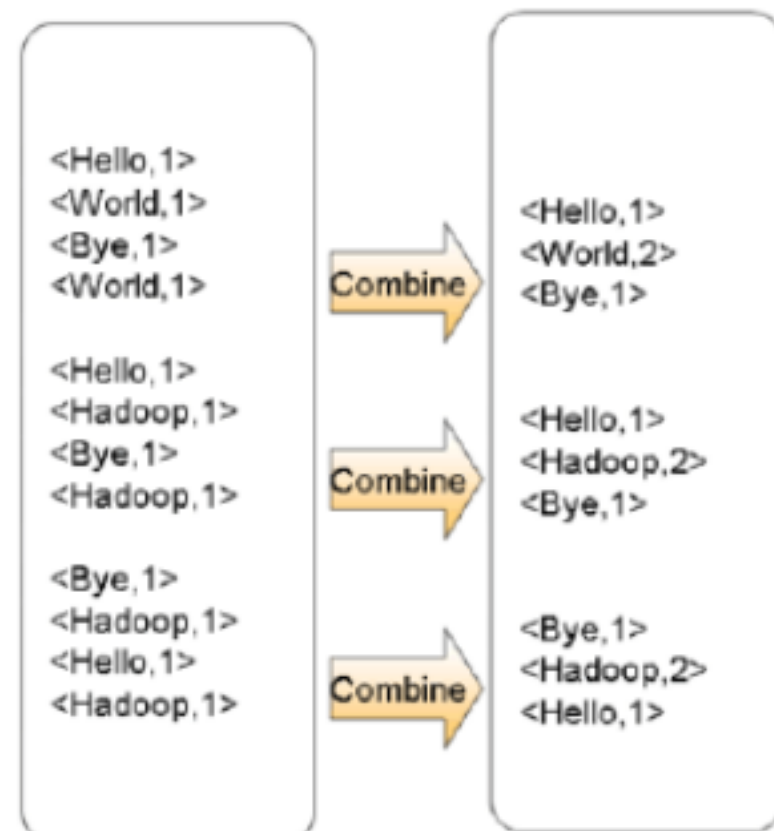 <Hello,1>
<World,1>
<Bye,1>
<World,1>
<Hello,1>
<Hadoop,1>
<Bye,1>
<Hadoop,1>
<Bye,1>
<Hadoop,1>
<Hello,1>
<Hadoop,1>
Combine
Combine
Combine
<Hello,1>
<World,2>
<Bye,1>
<Hello,1>
<Hadoop,2>
<Bye,1>
<Bye,1>
<Hadoop,2>
<Hello,1>